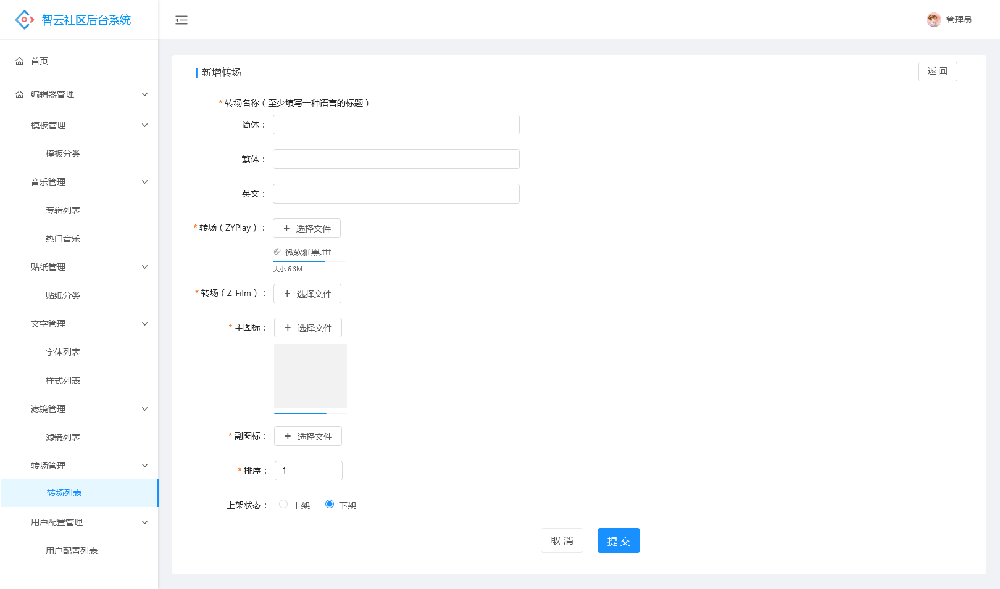 智云社区后台系统
管理员
首页
编辑器管理
模板管理
模板分类
音乐管理
专辑列表
热门音乐
贴纸管理
贴纸分类
文字管理
字体列表
样式列表
滤镜管理
滤镜列表
转场管理
转场列表
用户配置管理
用户配置列表
新增转场
返 回
* 转场名称（至少填写一种语言的标题）
简体：
繁体：
英文：
* 转场（ZYPlay）： + 选择文件
微软雅黑.ttf
大小 6.3M
* 转场（Z-Film）： + 选择文件
* 主图标： + 选择文件
* 副图标： + 选择文件
* 排序： 1
上架状态： 上架 下架
取 消 提 交